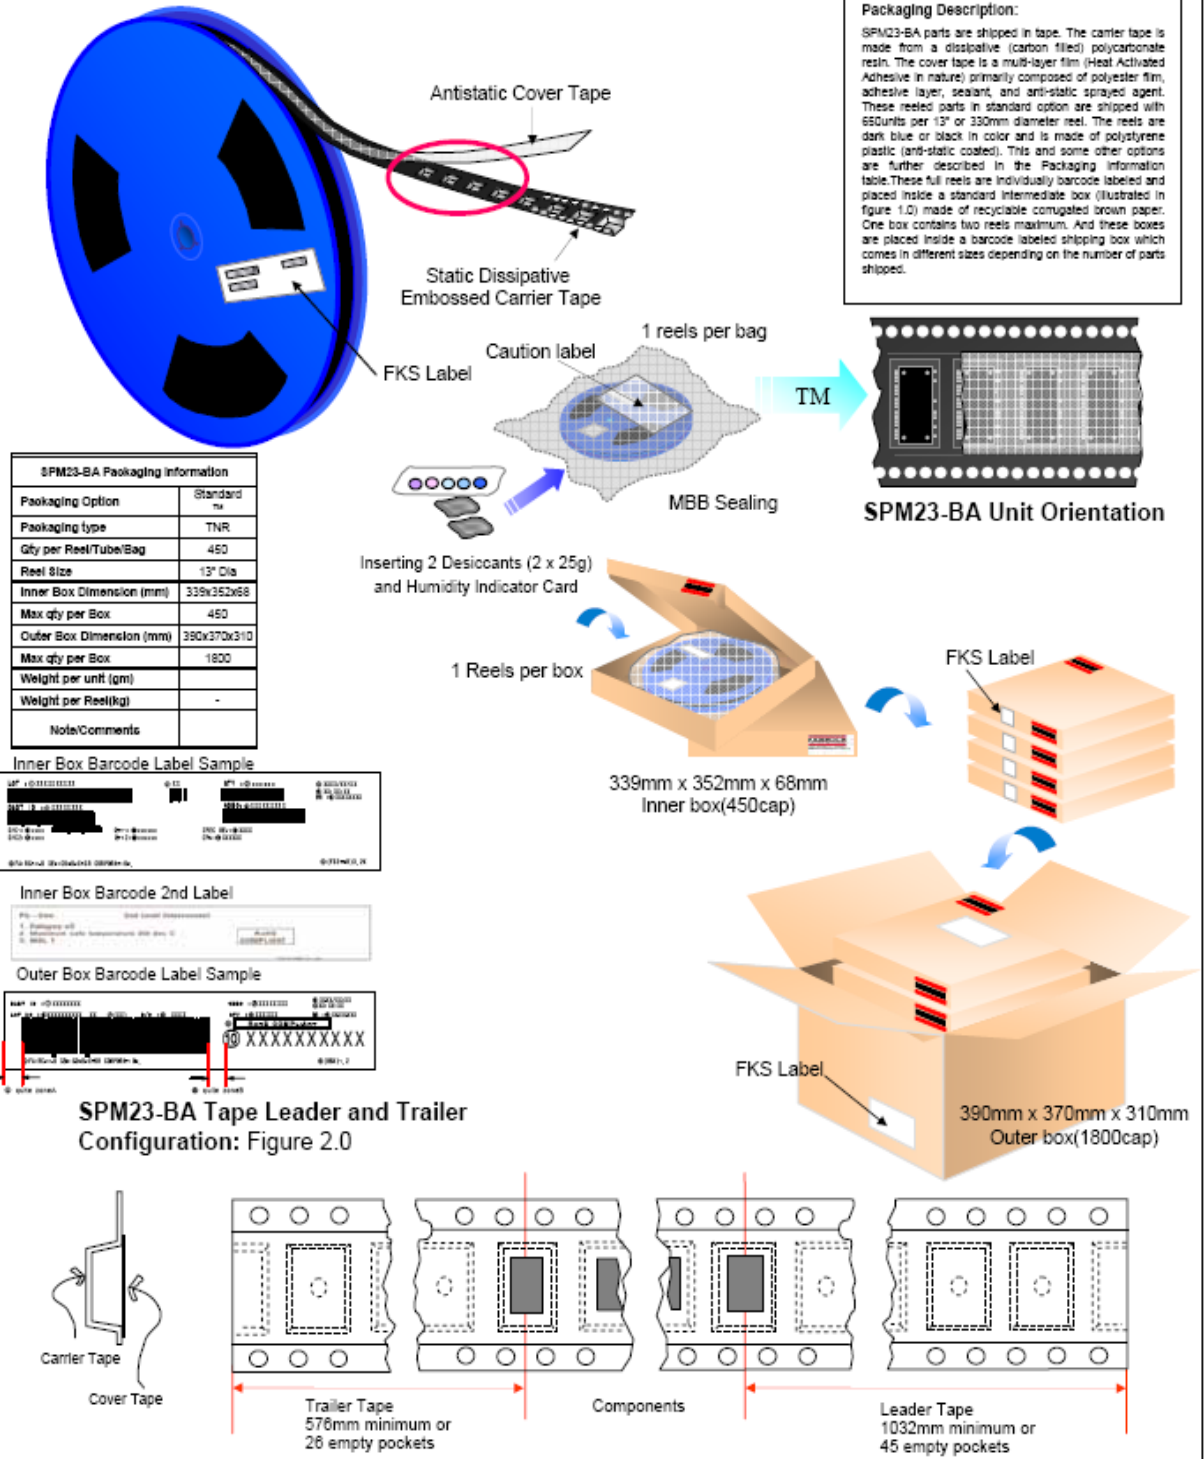 Packaging Description:
SPM23-BA parts are shipped in tape. The carrier tape is
made from a dissipative (carbon filled) polycarbonate
resin. The cover tape is a multi-layer film (Heat Activated
Adhesive in nature) primarily composed of polyester film,
adhesive layer, sealant, and anti-static sprayed agent.
These reeled parts in standard option are shipped with
650units per 13" or 330mm diameter reel. The reels are
dark blue or black in color and is made of polystyrene
plastic (anti-static coated). This and some other options
are further described in the Packaging Information
table.These full reels are individually barcode labeled and
placed inside a standard intermediate box (illustrated in
figure 1.0) made of recyclable corrugated brown paper.
One box contains two reels maximum. And these boxes
are placed inside a barcode labeled shipping box which
comes in different sizes depending on the number of parts
shipped.
Antistatic Cover Tape
Static Dissipative
Embossed Carrier Tape
FKS Label
1 reels per bag
Caution label
TM
MBB Sealing
SPM23-BA Unit Orientation
Inserting 2 Desiccants (2 x 25g)
and Humidity Indicator Card
SPM23-BA Packaging Information
Packaging Option Standard TM
Packaging type TNR
Qty per Reel/Tube/Bag 450
Reel Size 13" Dia
Inner Box Dimension (mm) 339x352x68
Max qty per Box 450
Outer Box Dimension (mm) 390x370x310
Max qty per Box 1800
Weight per unit (gm)
Weight per Reel(kg) -
Note/Comments
1 Reels per box
FKS Label
339mm x 352mm x 68mm
Inner box(450cap)
Inner Box Barcode Label Sample
Inner Box Barcode 2nd Label
Outer Box Barcode Label Sample
XXXXXXXXXX
FKS Label
390mm x 370mm x 310mm
Outer box(1800cap)
SPM23-BA Tape Leader and Trailer
Configuration: Figure 2.0
Carrier Tape
Cover Tape
Trailer Tape
576mm minimum or
26 empty pockets
Components
Leader Tape
1032mm minimum or
45 empty pockets